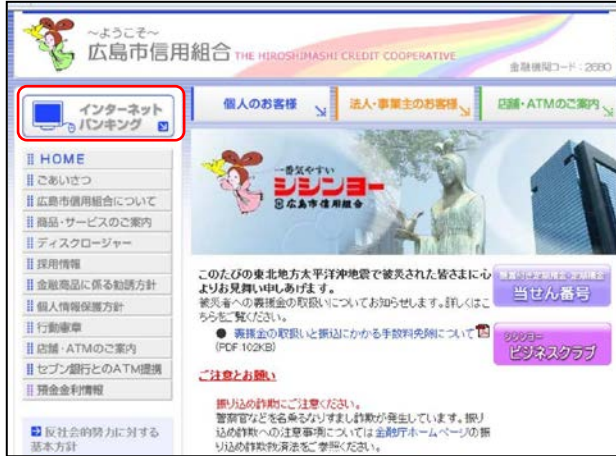 ～ようこそ～
広島市信用組合 THE HIROSHIMASHI CREDIT COOPERATIVE
金融機関コード：2680
インターネット
バンキング
個人のお客様
法人・事業主のお客様
店舗・ATMのご案内
HOME
ごあいさつ
広島市信用組合について
商品・サービスのご案内
ディスクロージャー
採用情報
金融商品に係る勧誘方針
個人情報保護方針
行動憲章
店舗・ATMのご案内
セブン銀行とのATM提携
預金金利情報
反社会的勢力に対する
基本方針
一番気やすい
シシンヨー
広島市信用組合
このたびの東北地方太平洋沖地震で被災された皆さまに心
よりお見舞い申しあげます。
被災者への義援金の取扱いについてお知らせします。詳しくはこ
ちらをご覧ください。
● 義援金の取扱いと振込にかかる手数料免除について
(PDF 102KB)
ご注意とお願い
振り込め詐欺にご注意ください。
警察官などを名乗るなりすまし詐欺が発生しています。振り
込め詐欺への注意事項については金融庁ホームページの振
り込め詐欺救済法をご参照ください。
当せん番号
シシンヨー
ビジネスクラブ